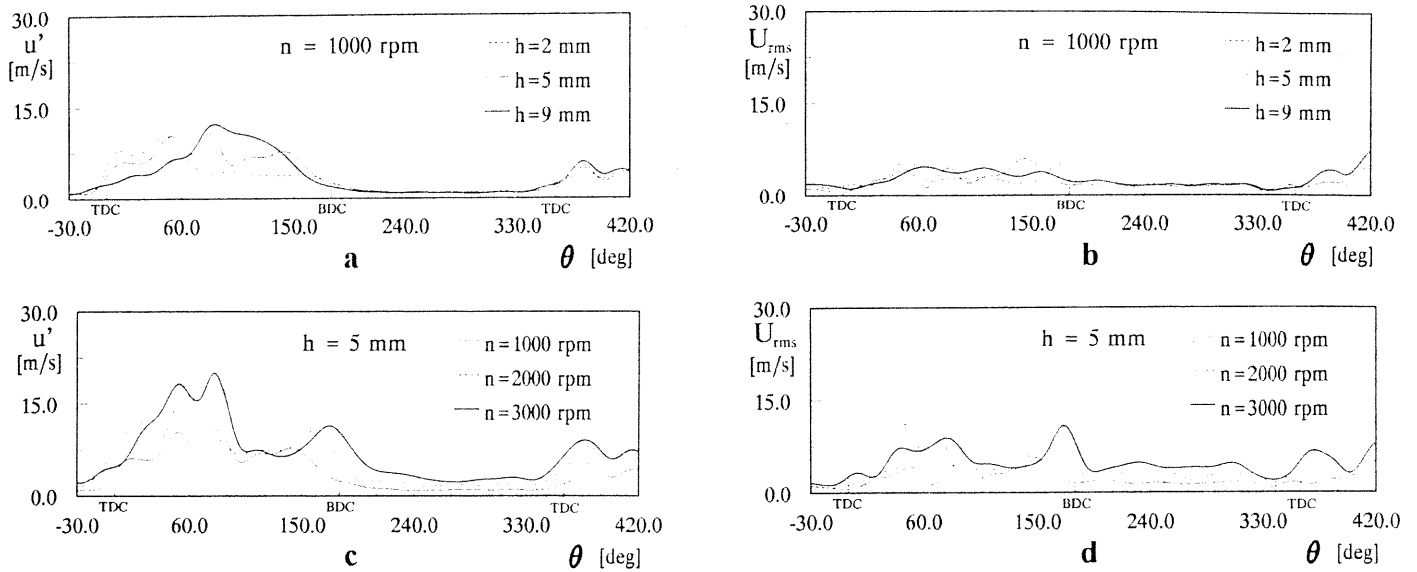 30.0
u'
[m/s]
15.0
0.0
n = 1000 rpm
h=2 mm
h=5 mm
h=9 mm
TDC
BDC
TDC
-30.0 60.0 150.0 240.0 330.0 420.0
a
θ [deg]
30.0
Urms
[m/s]
15.0
0.0
n = 1000 rpm
h=2 mm
h=5 mm
h=9 mm
TDC
BDC
TDC
-30.0 60.0 150.0 240.0 330.0 420.0
b
θ [deg]
30.0
u'
[m/s]
15.0
0.0
h = 5 mm
n=1000 rpm
n=2000 rpm
n=3000 rpm
TDC
BDC
TDC
-30.0 60.0 150.0 240.0 330.0 420.0
c
θ [deg]
30.0
Urms
[m/s]
15.0
0.0
h = 5 mm
n=1000 rpm
n=2000 rpm
n=3000 rpm
TDC
BDC
TDC
-30.0 60.0 150.0 240.0 330.0 420.0
d
θ [deg]